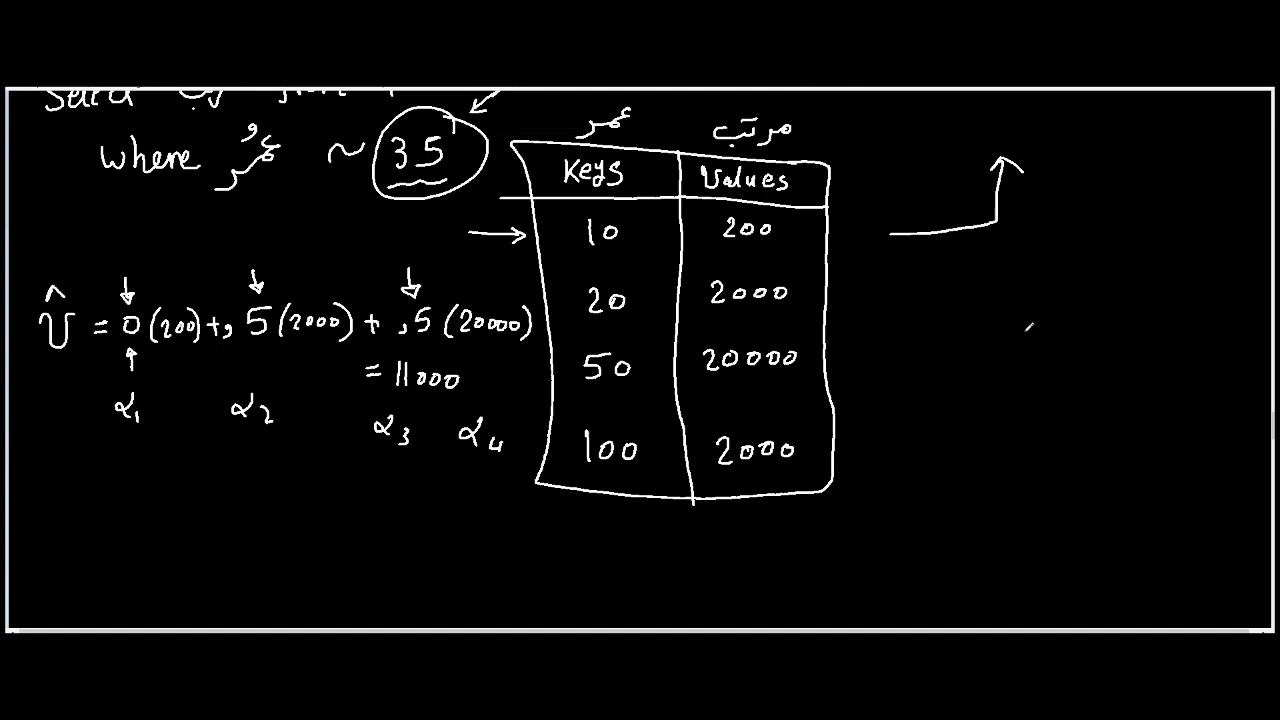 where عمر ~ 35
عمر مرتب
Keys Values
10 200
20 2000
50 20000
100 2000
v̂ = 0(200)+,5(2000)+,5(20000)
= 11000
α1 α2 α3 α4